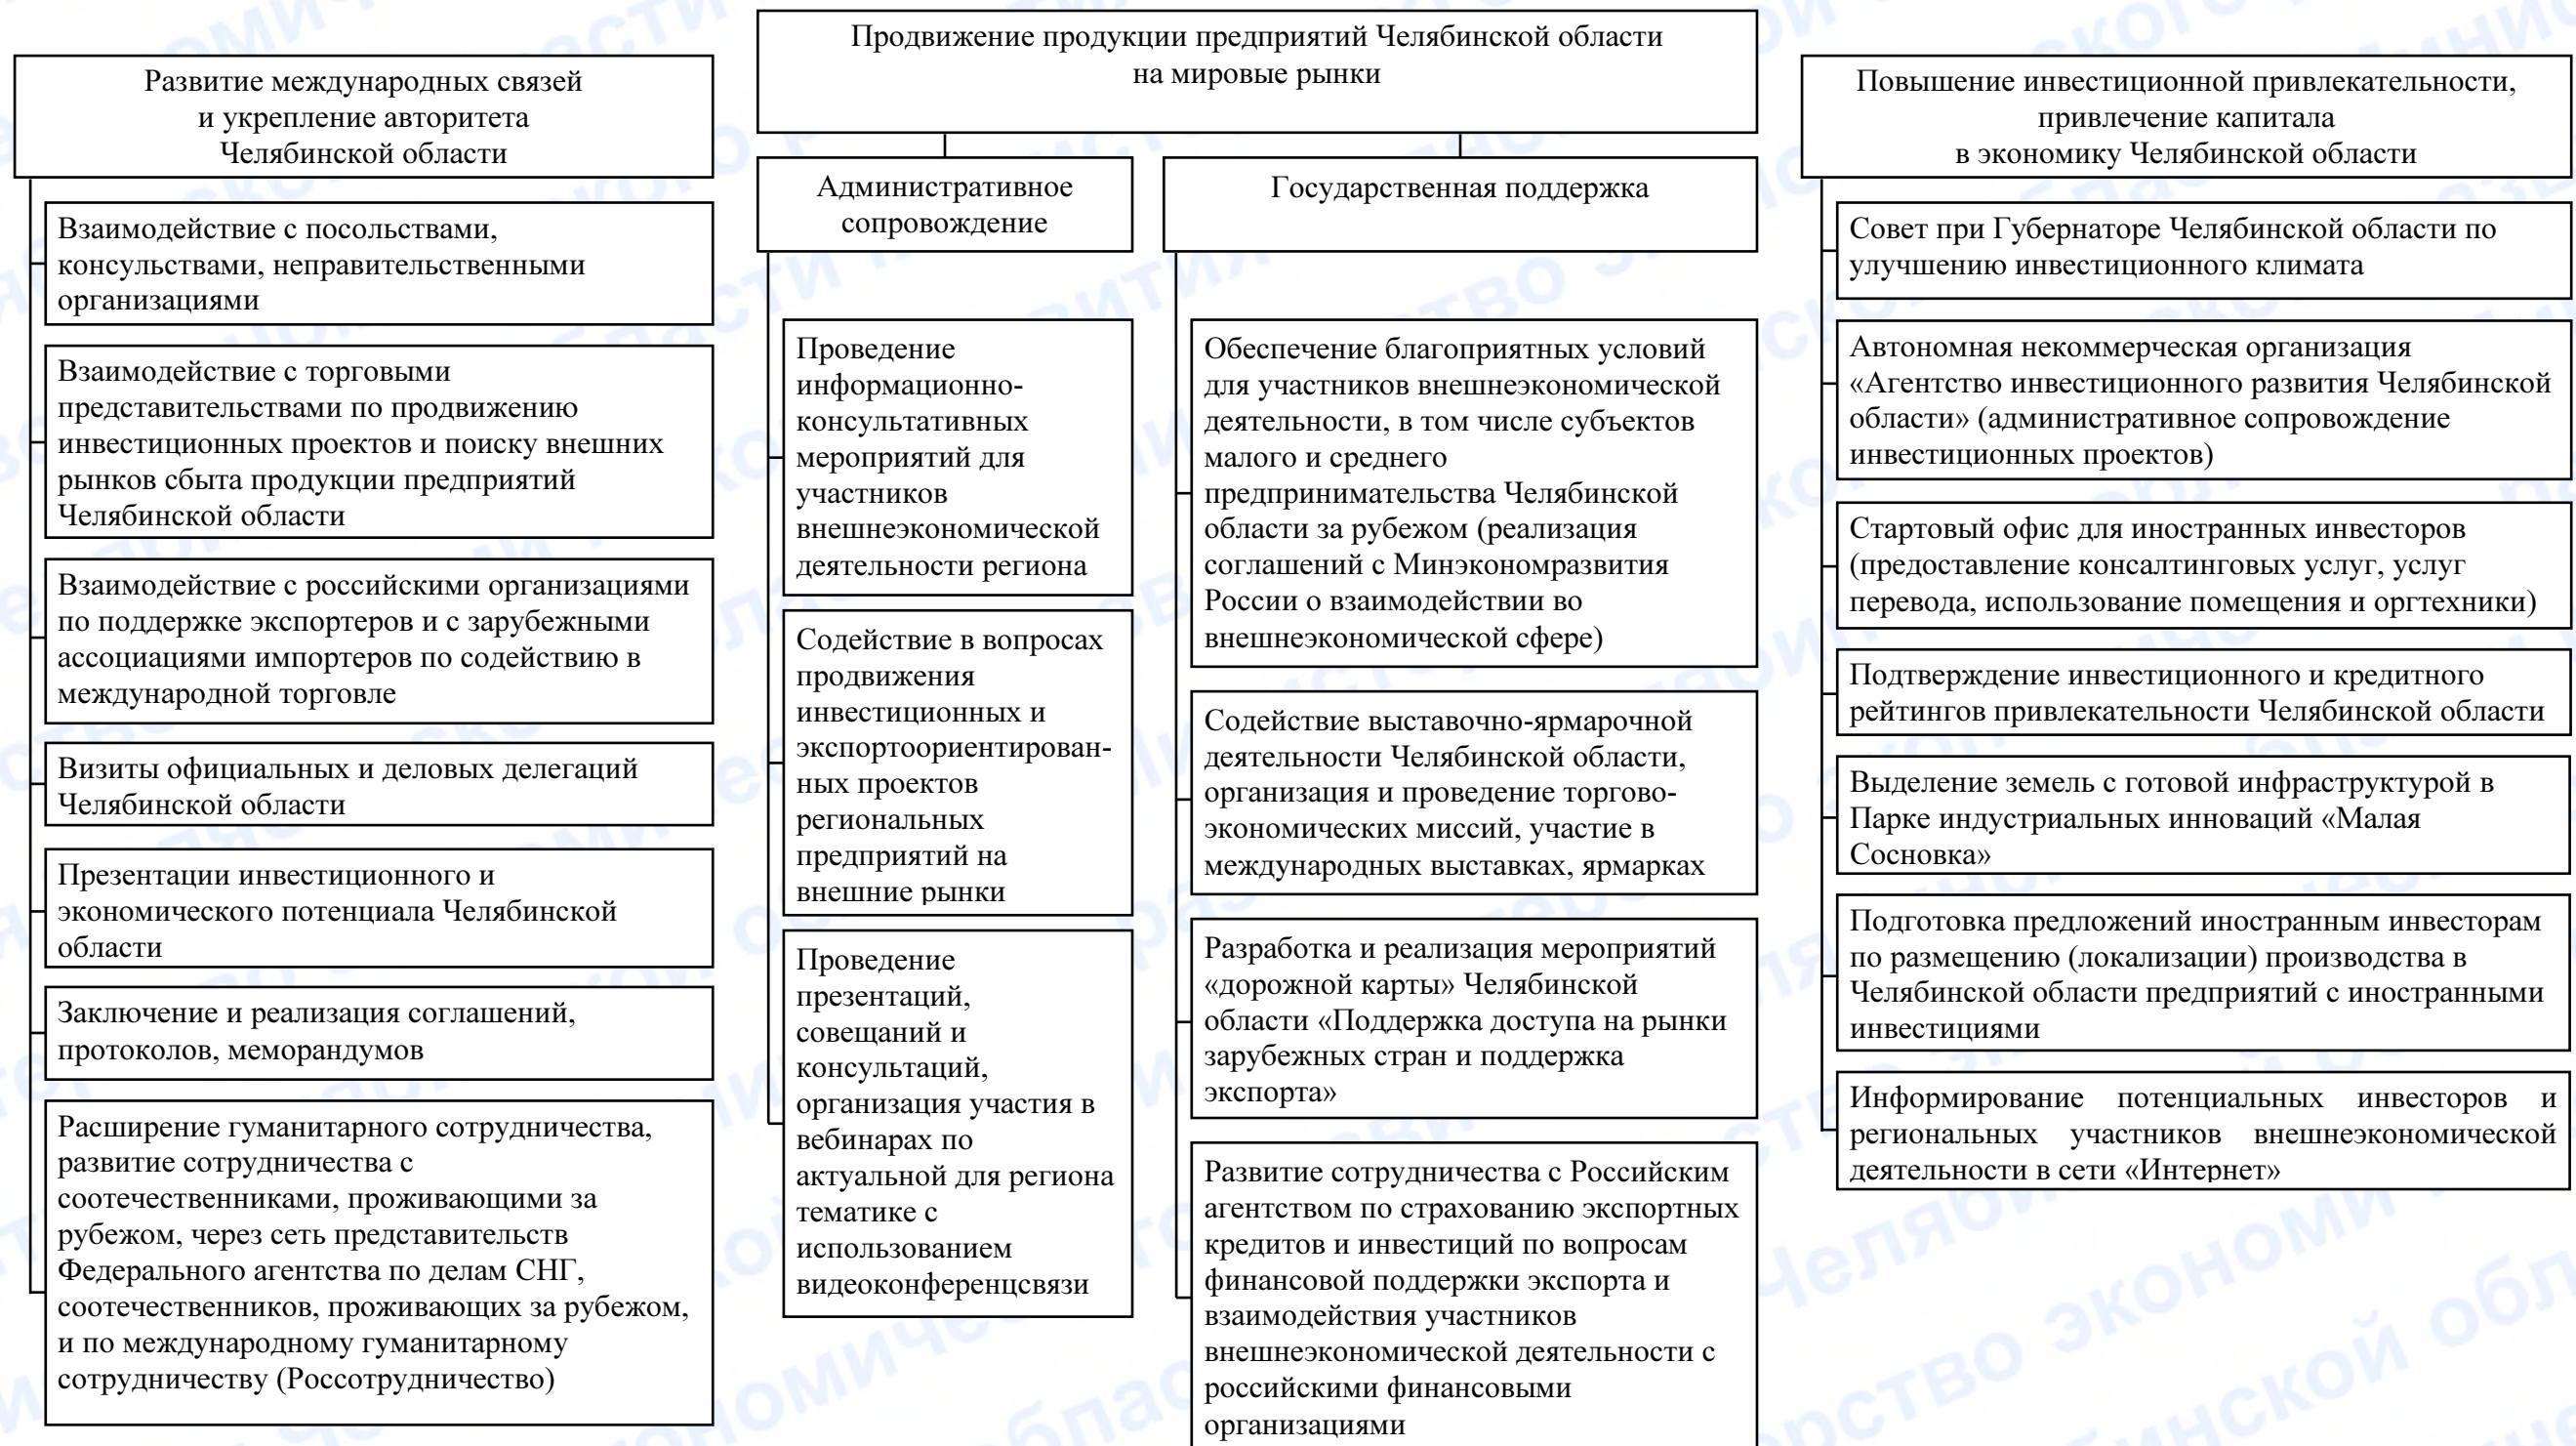 Развитие международных связей
и укрепление авторитета
Челябинской области
Взаимодействие с посольствами,
консульствами, неправительственными
организациями
Взаимодействие с торговыми
представительствами по продвижению
инвестиционных проектов и поиску внешних
рынков сбыта продукции предприятий
Челябинской области
Взаимодействие с российскими организациями
по поддержке экспортеров и с зарубежными
ассоциациями импортеров по содействию в
международной торговле
Визиты официальных и деловых делегаций
Челябинской области
Презентации инвестиционного и
экономического потенциала Челябинской
области
Заключение и реализация соглашений,
протоколов, меморандумов
Расширение гуманитарного сотрудничества,
развитие сотрудничества с
соотечественниками, проживающими за
рубежом, через сеть представительств
Федерального агентства по делам СНГ,
соотечественников, проживающих за рубежом,
и по международному гуманитарному
сотрудничеству (Россотрудничество)
Продвижение продукции предприятий Челябинской области
на мировые рынки
Административное
сопровождение
Проведение
информационно-
консультативных
мероприятий для
участников
внешнеэкономической
деятельности региона
Содействие в вопросах
продвижения
инвестиционных и
экспортоориентирован-
ных проектов
региональных
предприятий на
внешние рынки
Проведение
презентаций,
совещаний и
консультаций,
организация участия в
вебинарах по
актуальной для региона
тематике с
использованием
видеоконференцсвязи
Государственная поддержка
Обеспечение благоприятных условий
для участников внешнеэкономической
деятельности, в том числе субъектов
малого и среднего
предпринимательства Челябинской
области за рубежом (реализация
соглашений с Минэкономразвития
России о взаимодействии во
внешнеэкономической сфере)
Содействие выставочно-ярмарочной
деятельности Челябинской области,
организация и проведение торгово-
экономических миссий, участие в
международных выставках, ярмарках
Разработка и реализация мероприятий
«дорожной карты» Челябинской
области «Поддержка доступа на рынки
зарубежных стран и поддержка
экспорта»
Развитие сотрудничества с Российским
агентством по страхованию экспортных
кредитов и инвестиций по вопросам
финансовой поддержки экспорта и
взаимодействия участников
внешнеэкономической деятельности с
российскими финансовыми
организациями
Повышение инвестиционной привлекательности,
привлечение капитала
в экономику Челябинской области
Совет при Губернаторе Челябинской области по
улучшению инвестиционного климата
Автономная некоммерческая организация
«Агентство инвестиционного развития Челябинской
области» (административное сопровождение
инвестиционных проектов)
Стартовый офис для иностранных инвесторов
(предоставление консалтинговых услуг, услуг
перевода, использование помещения и оргтехники)
Подтверждение инвестиционного и кредитного
рейтингов привлекательности Челябинской области
Выделение земель с готовой инфраструктурой в
Парке индустриальных инноваций «Малая
Сосновка»
Подготовка предложений иностранным инвесторам
по размещению (локализации) производства в
Челябинской области предприятий с иностранными
инвестициями
Информирование потенциальных инвесторов и
региональных участников внешнеэкономической
деятельности в сети «Интернет»